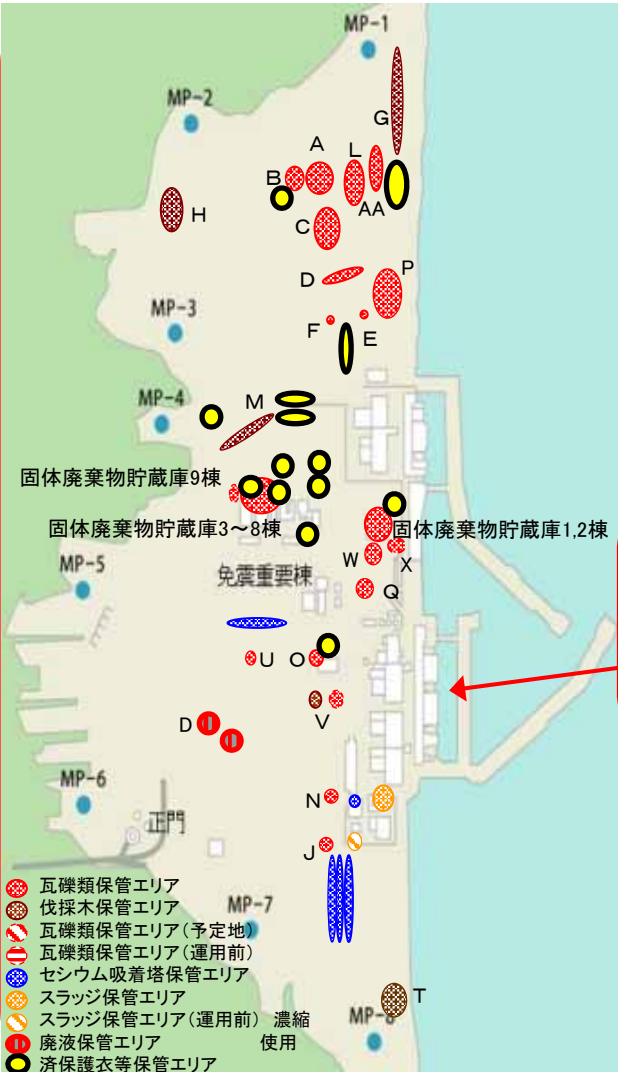 MP-1
G
MP-2
A
L
B
AA
H
C
P
D
MP-3
F
E
MP-4
M
固体廃棄物貯蔵庫9棟
固体廃棄物貯蔵庫3～8棟
固体廃棄物貯蔵庫1,2棟
W
X
MP-5
免震重要棟
Q
U
O
V
D
MP-6
N
正門
J
瓦礫類保管エリア
伐採木保管エリア
MP-7
瓦礫類保管エリア(予定地)
瓦礫類保管エリア(運用前)
セシウム吸着塔保管エリア
スラッジ保管エリア
T
スラッジ保管エリア(運用前) 濃縮
MP-8
廃液保管エリア 使用
済保護衣等保管エリア